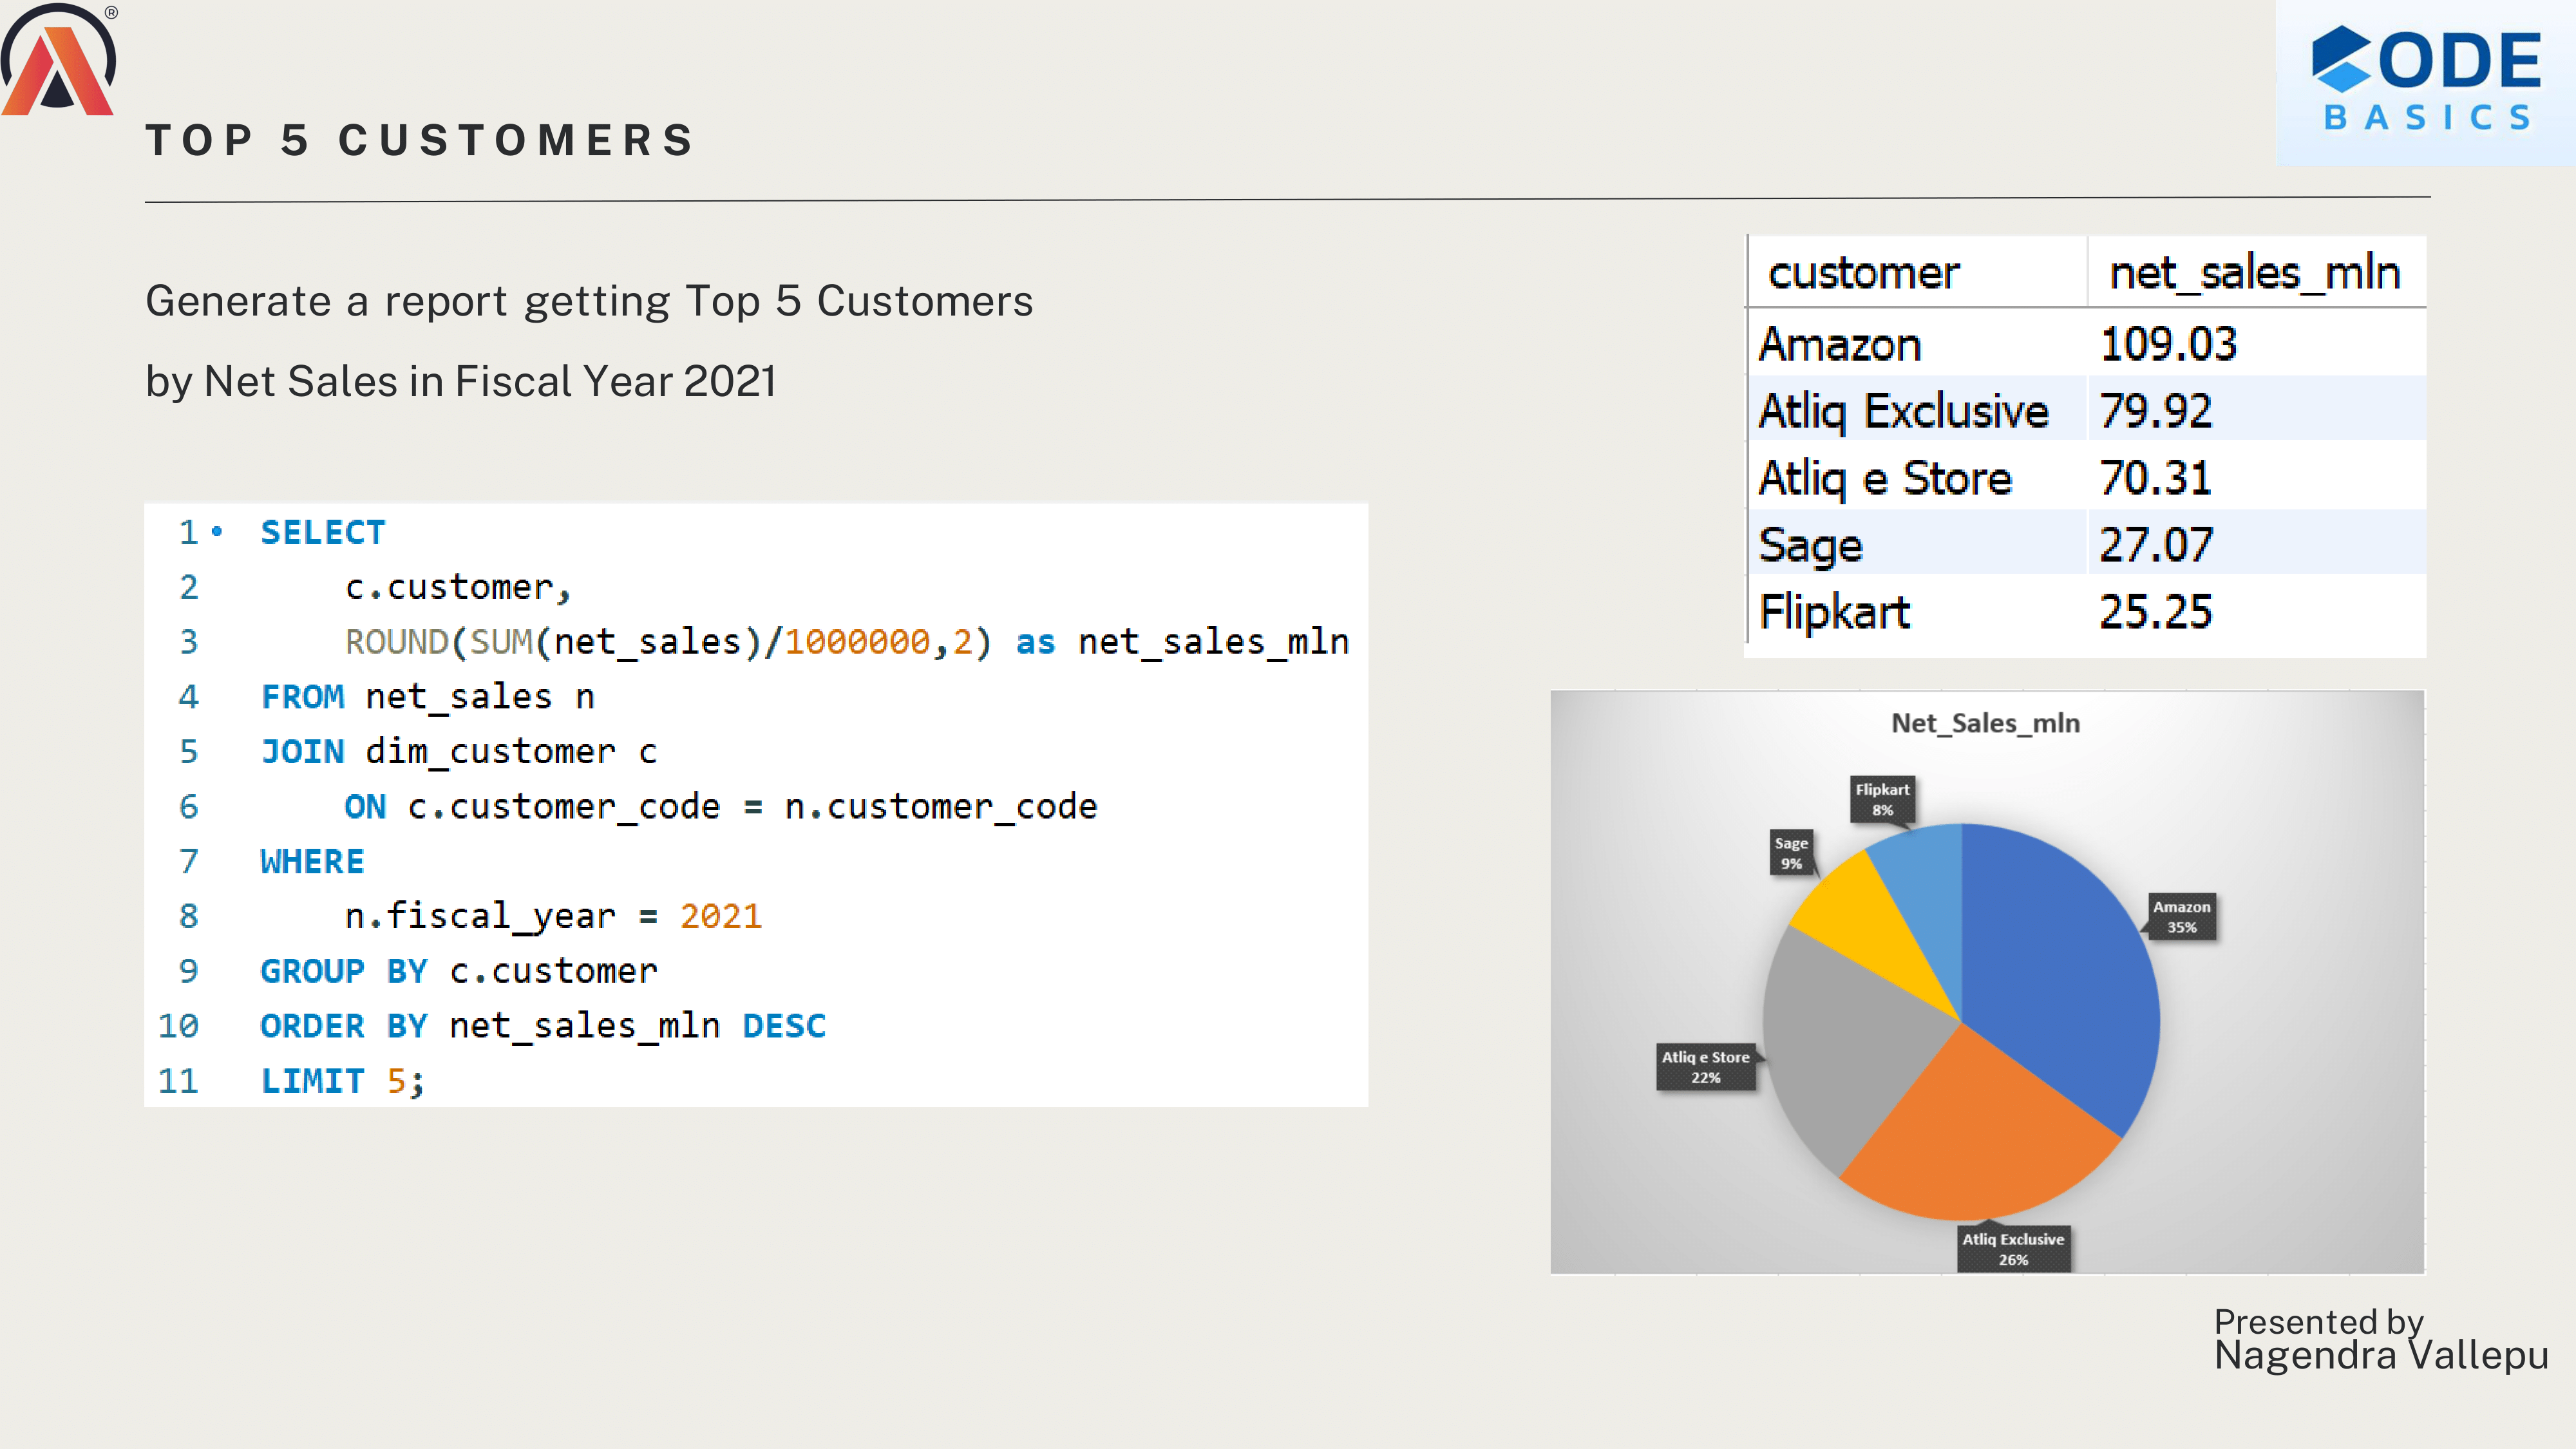 ®
CODE
BASICS
TOP 5 CUSTOMERS
Generate a report getting Top 5 Customers
by Net Sales in Fiscal Year 2021
1 SELECT
2 c.customer,
3 ROUND(SUM(net_sales)/1000000,2) as net_sales_mln
4 FROM net_sales n
5 JOIN dim_customer c
6 ON c.customer_code = n.customer_code
7 WHERE
8 n.fiscal_year = 2021
9 GROUP BY c.customer
10 ORDER BY net_sales_mln DESC
11 LIMIT 5;
customer net_sales_mln
Amazon 109.03
Atliq Exclusive 79.92
Atliq e Store 70.31
Sage 27.07
Flipkart 25.25
Net_Sales_mln
Flipkart
8%
Sage
9%
Amazon
35%
Atliq e Store
22%
Atliq Exclusive
26%
Presented by
Nagendra Vallepu